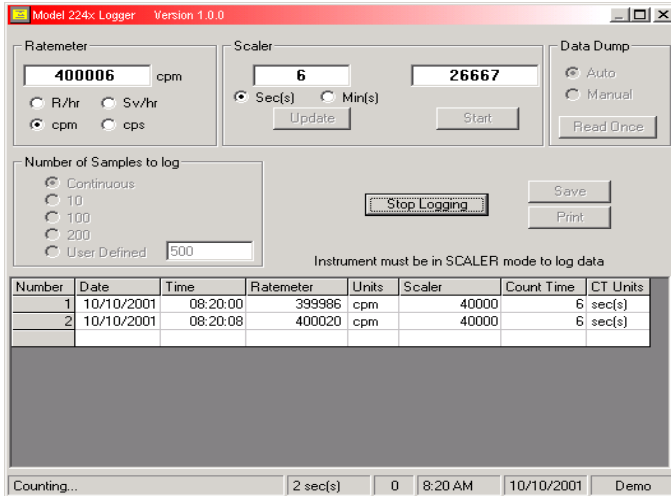 Model 224x Logger Version 1.0.0
Ratemeter
400006 cpm
R/hr Sv/hr
cpm cps
Scaler
6 26667
Sec(s) Min(s)
Update Start
Data Dump
Auto
Manual
Read Once
Number of Samples to log
Continuous
10
100
200
User Defined 500
Stop Logging
Save
Print
Instrument must be in SCALER mode to log data
Number Date Time Ratemeter Units Scaler Count Time CT Units
1 10/10/2001 08:20:00 399986 cpm 40000 6 sec(s)
2 10/10/2001 08:20:08 400020 cpm 40000 6 sec(s)
Counting... 2 sec(s) 0 8:20 AM 10/10/2001 Demo